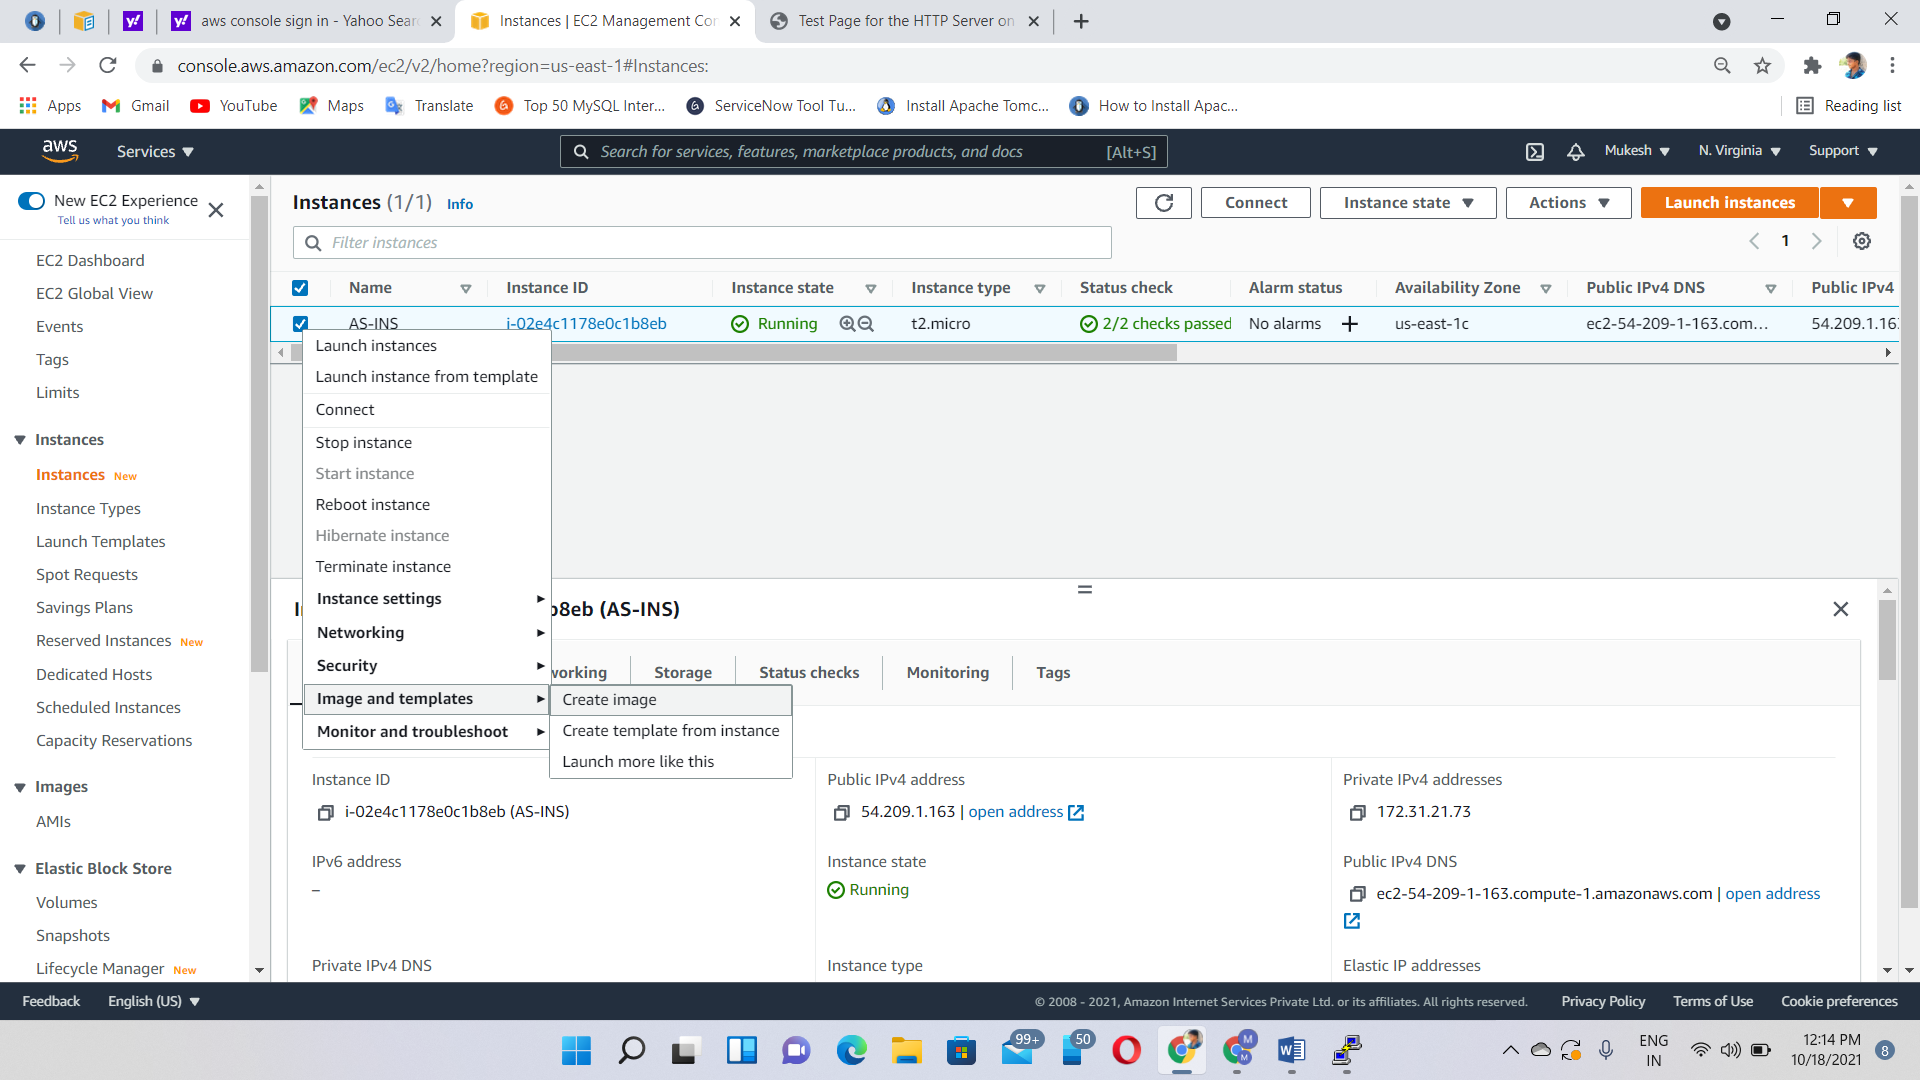 aws console sign in - Yahoo Sear
Instances | EC2 Management Con
Test Page for the HTTP Server on
console.aws.amazon.com/ec2/v2/home?region=us-east-1#Instances:
Apps
Gmail
YouTube
Maps
Translate
Top 50 MySQL Inter...
ServiceNow Tool Tu...
Install Apache Tomc...
How to Install Apac...
Reading list
aws
Services
Search for services, features, marketplace products, and docs
[Alt+S]
Mukesh
N. Virginia
Support
New EC2 Experience
Tell us what you think
EC2 Dashboard
EC2 Global View
Events
Tags
Limits
Instances
Instances New
Instance Types
Launch Templates
Spot Requests
Savings Plans
Reserved Instances New
Dedicated Hosts
Scheduled Instances
Capacity Reservations
Images
AMIs
Elastic Block Store
Volumes
Snapshots
Lifecycle Manager New
Instances (1/1) Info
Connect
Instance state
Actions
Launch instances
Filter instances
1
Name
Instance ID
Instance state
Instance type
Status check
Alarm status
Availability Zone
Public IPv4 DNS
Public IPv4
AS-INS
i-02e4c1178e0c1b8eb
Running
t2.micro
2/2 checks passed
No alarms
us-east-1c
ec2-54-209-1-163.com...
54.209.1.16
Launch instances
Launch instance from template
Connect
Stop instance
Start instance
Reboot instance
Hibernate instance
Terminate instance
Instance settings
Networking
Security
Image and templates
Monitor and troubleshoot
Create image
Create template from instance
Launch more like this
b8eb (AS-INS)
working
Storage
Status checks
Monitoring
Tags
Instance ID
i-02e4c1178e0c1b8eb (AS-INS)
Public IPv4 address
54.209.1.163 | open address
Private IPv4 addresses
172.31.21.73
IPv6 address
–
Instance state
Running
Public IPv4 DNS
ec2-54-209-1-163.compute-1.amazonaws.com | open address
Private IPv4 DNS
Instance type
Elastic IP addresses
Feedback
English (US)
© 2008 - 2021, Amazon Internet Services Private Ltd. or its affiliates. All rights reserved.
Privacy Policy
Terms of Use
Cookie preferences
99+
50
M
M
ENG
IN
12:14 PM
10/18/2021
8